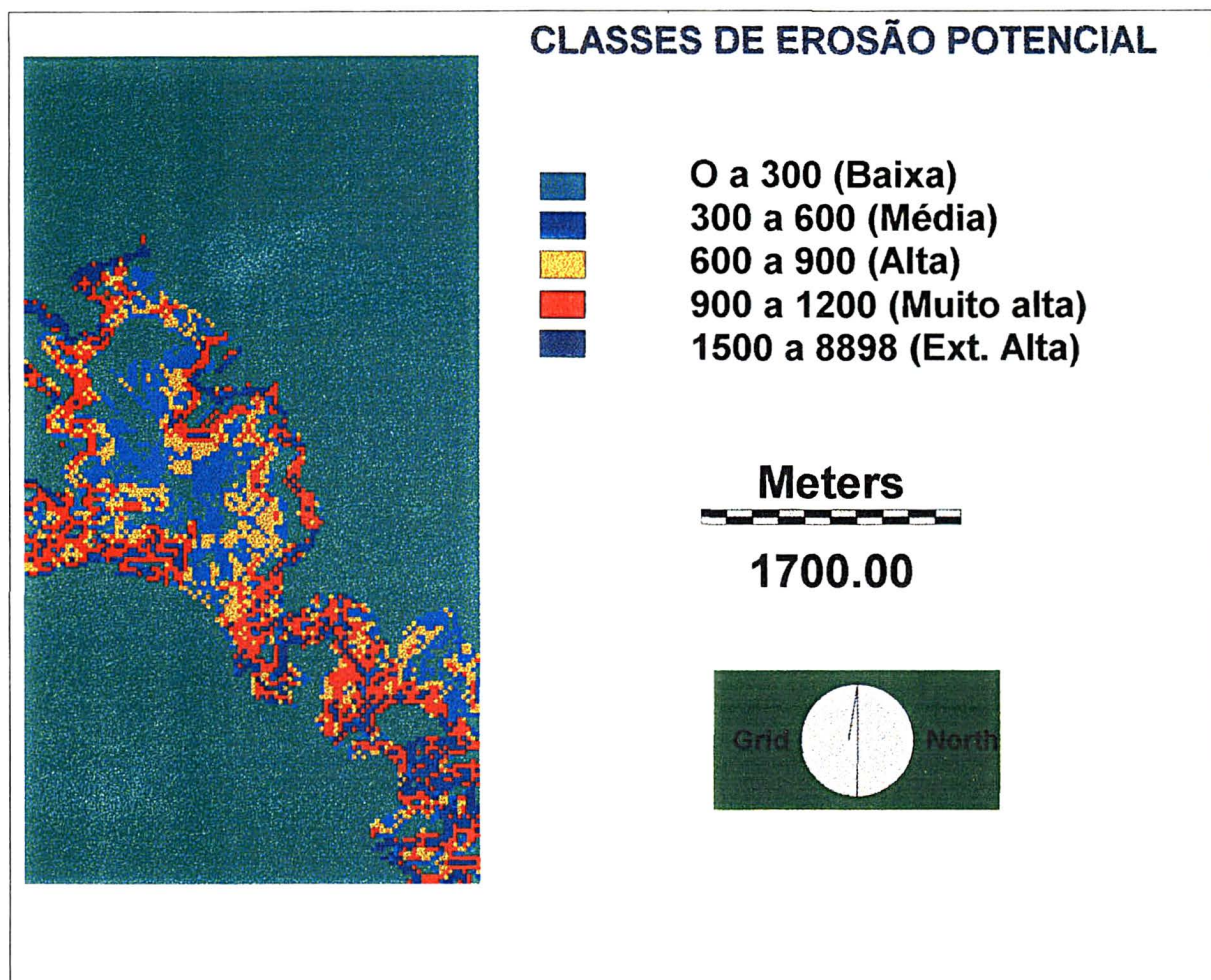 CLASSES DE EROSÃO POTENCIAL
O a 300 (Baixa)
300 a 600 (Média)
600 a 900 (Alta)
900 a 1200 (Muito alta)
1500 a 8898 (Ext. Alta)
Meters
1700.00
Grid North